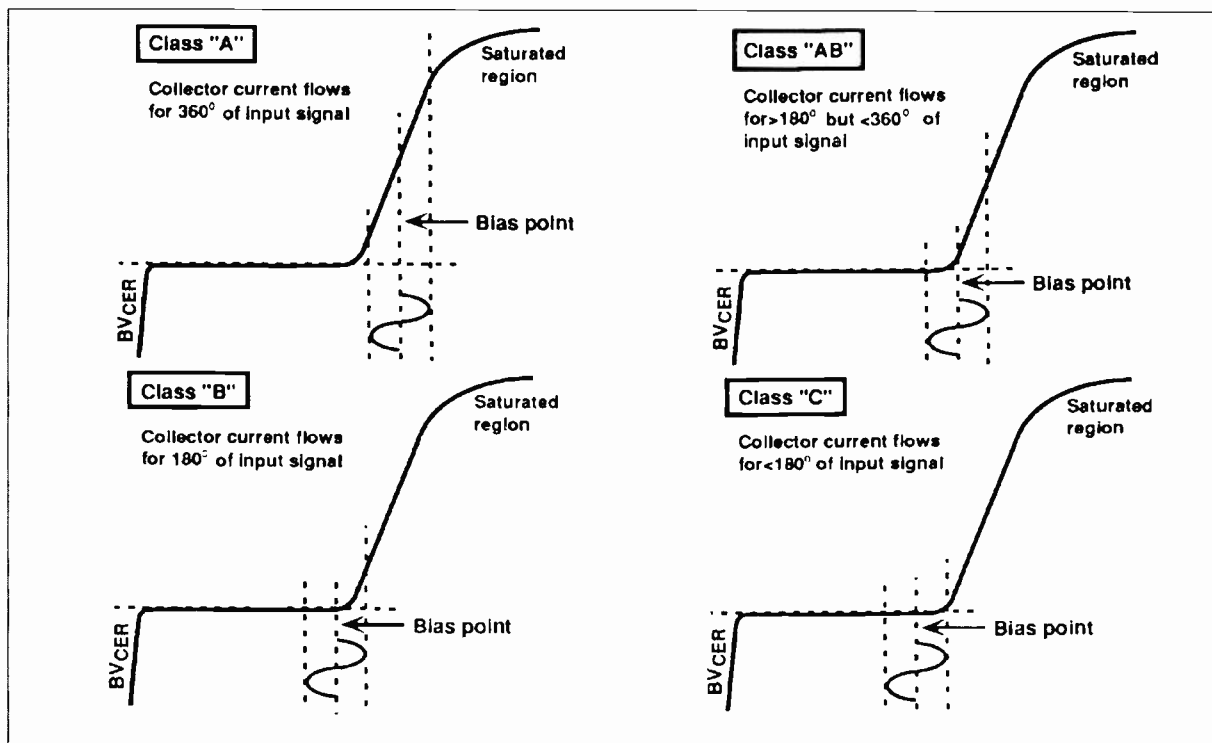 Class "A"
Collector current flows
for 360° of input signal
Saturated
region
Bias point
BVCER
Class "AB"
Collector current flows
for>180° but <360° of
input signal
Saturated
region
Bias point
BVCER
Class "B"
Collector current flows
for 180° of input signal
Saturated
region
Bias point
BVCER
Class "C"
Collector current flows
for<180° of input signal
Saturated
region
Bias point
BVCER